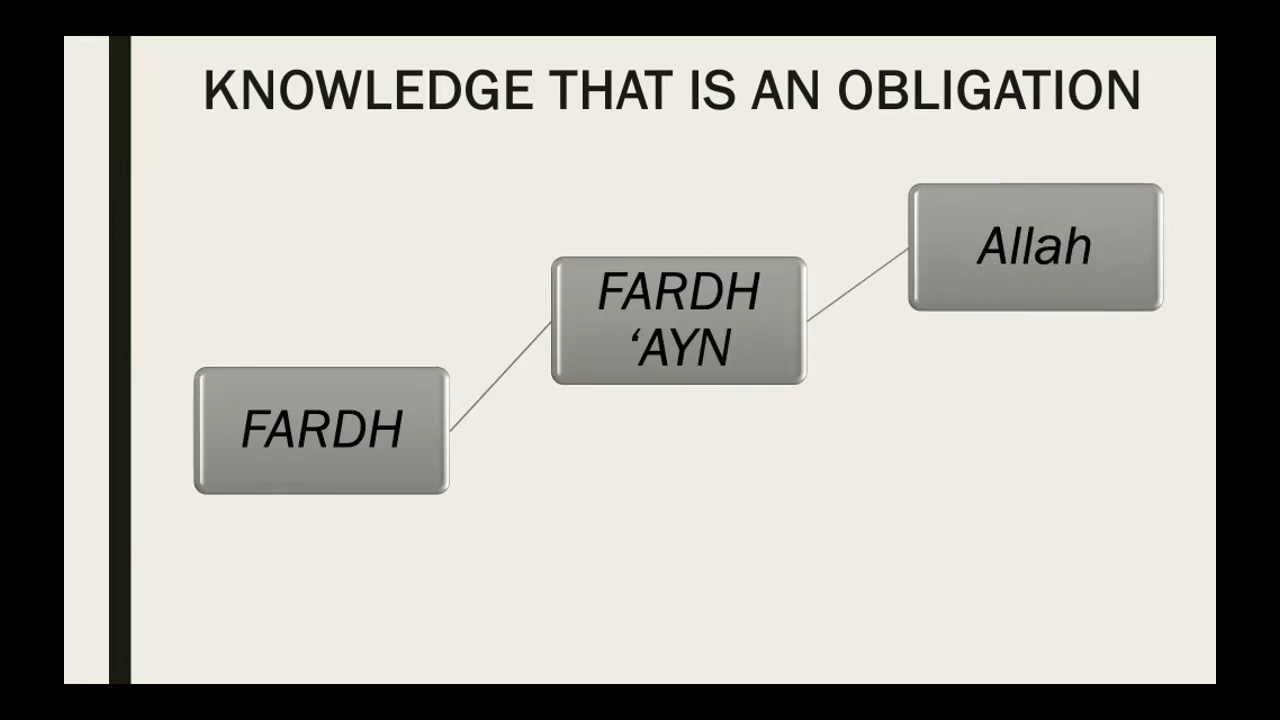 KNOWLEDGE THAT IS AN OBLIGATION
FARDH
FARDH
‘AYN
Allah